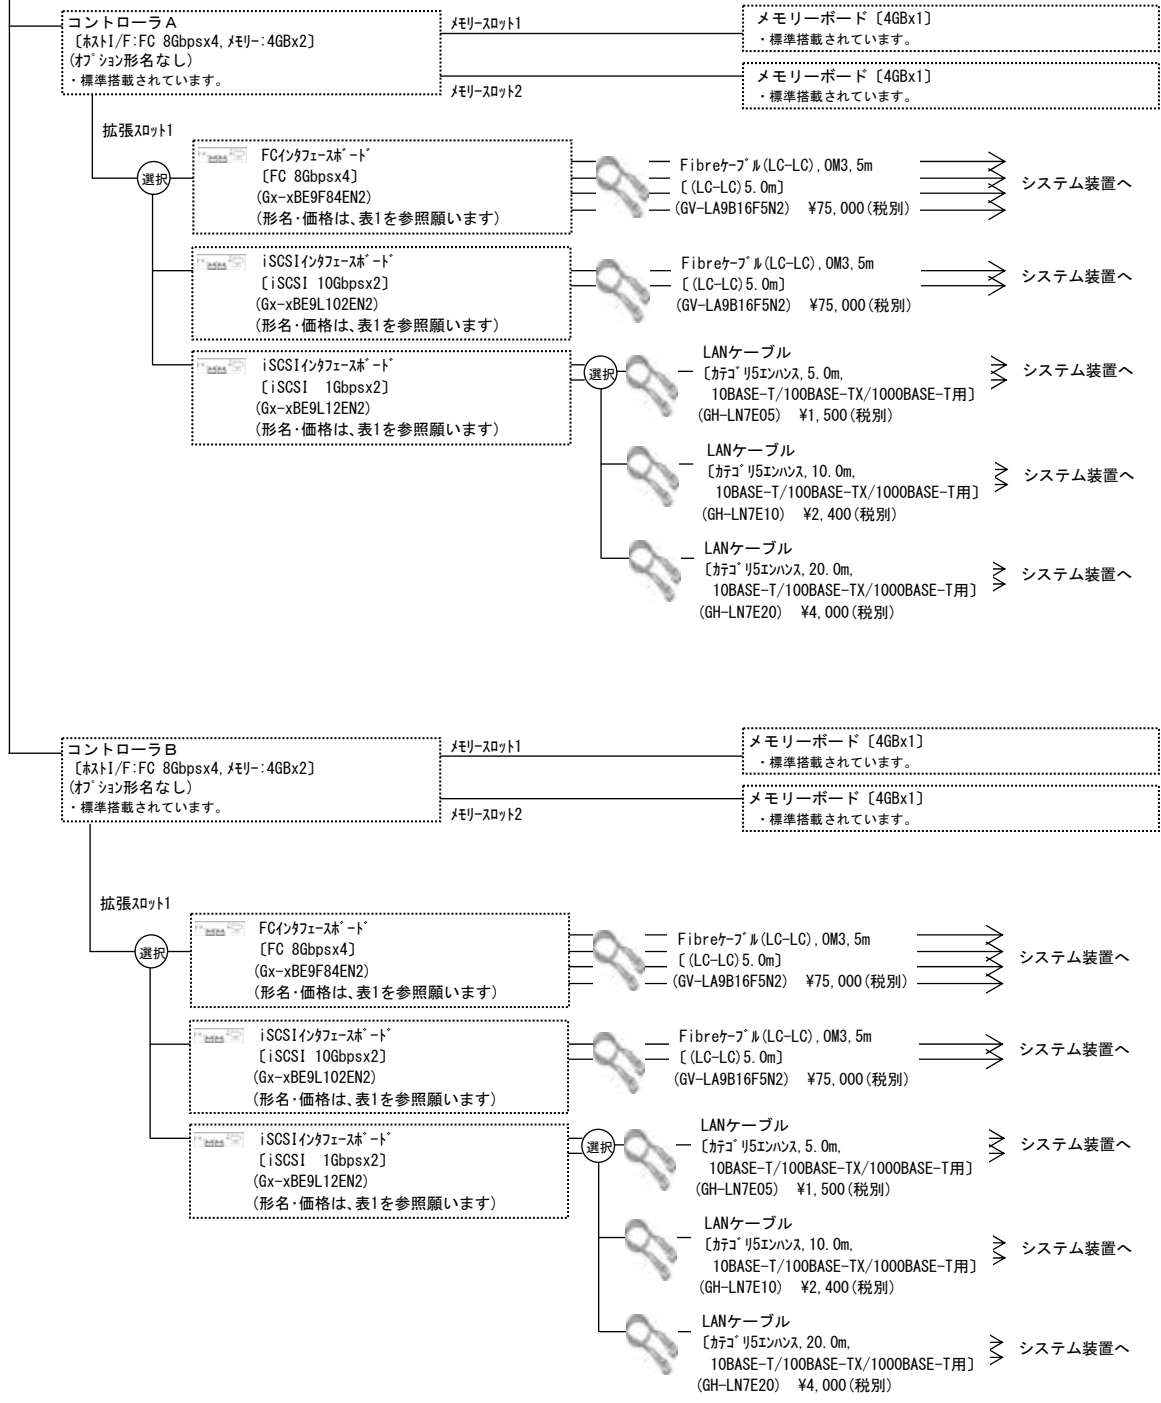 コントローラA
〔ﾎｽﾄI/F:FC 8Gbpsx4,ﾒﾓﾘｰ:4GBx2〕
(ｵﾌﾟｼｮﾝ形名なし)
・標準搭載されています。
ﾒﾓﾘｰｽﾛｯﾄ1
メモリーボード〔4GBx1〕
・標準搭載されています。
ﾒﾓﾘｰｽﾛｯﾄ2
メモリーボード〔4GBx1〕
・標準搭載されています。
拡張ｽﾛｯﾄ1
選択
FCｲﾝﾀﾌｪｰｽﾎﾞｰﾄﾞ
〔FC 8Gbpsx4〕
(Gx-xBE9F84EN2)
(形名･価格は､表1を参照願います)
Fibreｹｰﾌﾞﾙ(LC-LC),OM3,5m
〔(LC-LC)5.0m〕
(GV-LA9B16F5N2) ¥75,000(税別)
システム装置へ
iSCSIｲﾝﾀﾌｪｰｽﾎﾞｰﾄﾞ
〔iSCSI 10Gbpsx2〕
(Gx-xBE9L102EN2)
(形名･価格は､表1を参照願います)
Fibreｹｰﾌﾞﾙ(LC-LC),OM3,5m
〔(LC-LC)5.0m〕
(GV-LA9B16F5N2) ¥75,000(税別)
システム装置へ
iSCSIｲﾝﾀﾌｪｰｽﾎﾞｰﾄﾞ
〔iSCSI 1Gbpsx2〕
(Gx-xBE9L12EN2)
(形名･価格は､表1を参照願います)
選択
LANケーブル
〔ｶﾃｺﾞﾘ5ｴﾝﾊﾝｽ,5.0m,
10BASE-T/100BASE-TX/1000BASE-T用〕
(GH-LN7E05) ¥1,500(税別)
システム装置へ
LANケーブル
〔ｶﾃｺﾞﾘ5ｴﾝﾊﾝｽ,10.0m,
10BASE-T/100BASE-TX/1000BASE-T用〕
(GH-LN7E10) ¥2,400(税別)
システム装置へ
LANケーブル
〔ｶﾃｺﾞﾘ5ｴﾝﾊﾝｽ,20.0m,
10BASE-T/100BASE-TX/1000BASE-T用〕
(GH-LN7E20) ¥4,000(税別)
システム装置へ
コントローラB
〔ﾎｽﾄI/F:FC 8Gbpsx4,ﾒﾓﾘｰ:4GBx2〕
(ｵﾌﾟｼｮﾝ形名なし)
・標準搭載されています。
ﾒﾓﾘｰｽﾛｯﾄ1
メモリーボード〔4GBx1〕
・標準搭載されています。
ﾒﾓﾘｰｽﾛｯﾄ2
メモリーボード〔4GBx1〕
・標準搭載されています。
拡張ｽﾛｯﾄ1
選択
FCｲﾝﾀﾌｪｰｽﾎﾞｰﾄﾞ
〔FC 8Gbpsx4〕
(Gx-xBE9F84EN2)
(形名･価格は､表1を参照願います)
Fibreｹｰﾌﾞﾙ(LC-LC),OM3,5m
〔(LC-LC)5.0m〕
(GV-LA9B16F5N2) ¥75,000(税別)
システム装置へ
iSCSIｲﾝﾀﾌｪｰｽﾎﾞｰﾄﾞ
〔iSCSI 10Gbpsx2〕
(Gx-xBE9L102EN2)
(形名･価格は､表1を参照願います)
Fibreｹｰﾌﾞﾙ(LC-LC),OM3,5m
〔(LC-LC)5.0m〕
(GV-LA9B16F5N2) ¥75,000(税別)
システム装置へ
iSCSIｲﾝﾀﾌｪｰｽﾎﾞｰﾄﾞ
〔iSCSI 1Gbpsx2〕
(Gx-xBE9L12EN2)
(形名･価格は､表1を参照願います)
選択
LANケーブル
〔ｶﾃｺﾞﾘ5ｴﾝﾊﾝｽ,5.0m,
10BASE-T/100BASE-TX/1000BASE-T用〕
(GH-LN7E05) ¥1,500(税別)
システム装置へ
LANケーブル
〔ｶﾃｺﾞﾘ5ｴﾝﾊﾝｽ,10.0m,
10BASE-T/100BASE-TX/1000BASE-T用〕
(GH-LN7E10) ¥2,400(税別)
システム装置へ
LANケーブル
〔ｶﾃｺﾞﾘ5ｴﾝﾊﾝｽ,20.0m,
10BASE-T/100BASE-TX/1000BASE-T用〕
(GH-LN7E20) ¥4,000(税別)
システム装置へ